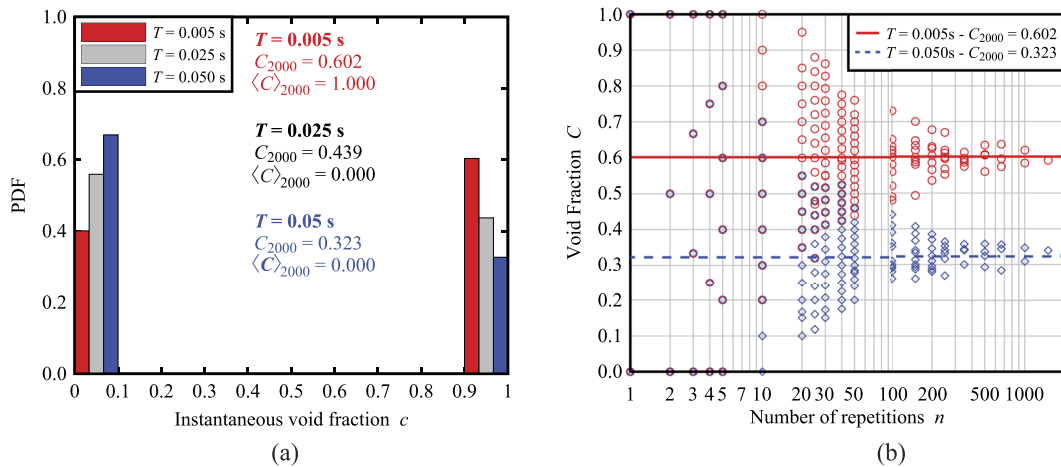 1.0
0.8
0.6
0.4
0.2
0.0
PDF
T = 0.005 s
T = 0.025 s
T = 0.050 s
T = 0.005 s
C2000 = 0.602
⟨C⟩2000 = 1.000
T = 0.025 s
C2000 = 0.439
⟨C⟩2000 = 0.000
T = 0.05 s
C2000 = 0.323
⟨C⟩2000 = 0.000
0 0.1 0.2 0.3 0.4 0.5 0.6 0.7 0.8 0.9 1
Instantaneous void fraction c
(a)
1.0
0.9
0.8
0.7
0.6
0.5
0.4
0.3
0.2
0.1
0.0
Void Fraction C
T = 0.005s - C2000 = 0.602
T = 0.050s - C2000 = 0.323
1 2 3 4 5 7 10 20 30 50 100 200 500 1000
Number of repetitions n
(b)